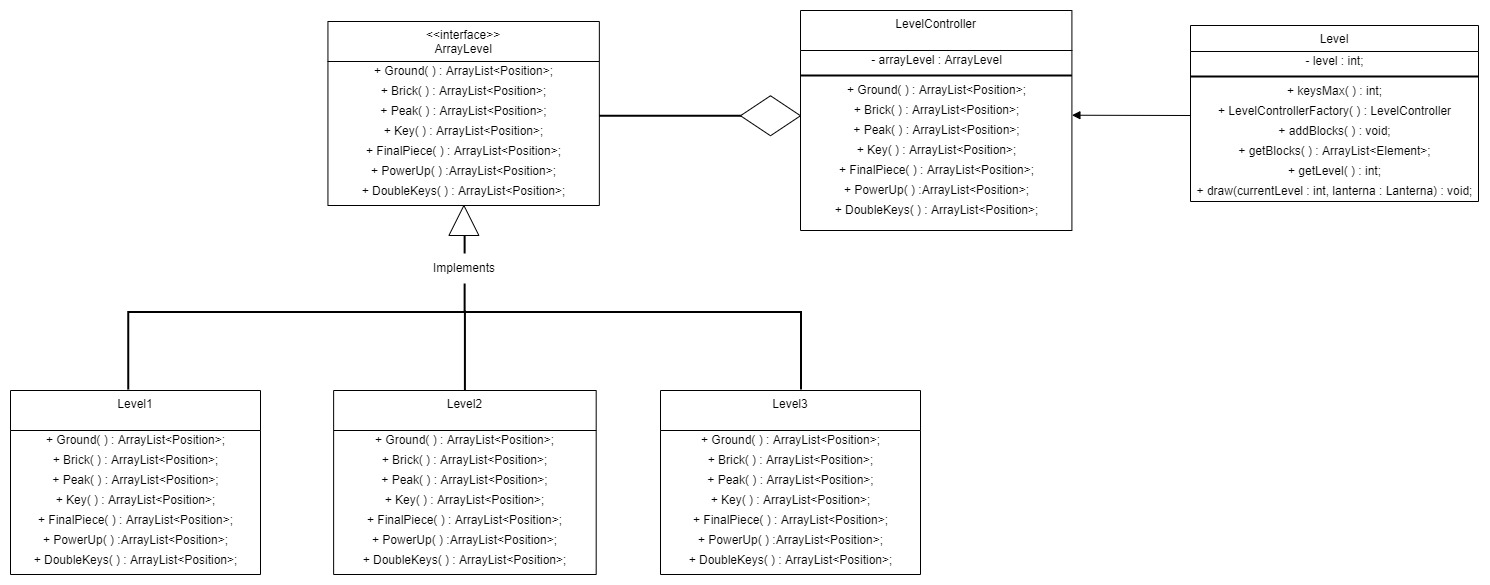 <<interface>>
ArrayLevel
+ Ground( ) : ArrayList<Position>;
+ Brick( ) : ArrayList<Position>;
+ Peak( ) : ArrayList<Position>;
+ Key( ) : ArrayList<Position>;
+ FinalPiece( ) : ArrayList<Position>;
+ PowerUp( ) :ArrayList<Position>;
+ DoubleKeys( ) : ArrayList<Position>;
LevelController
- arrayLevel : ArrayLevel
+ Ground( ) : ArrayList<Position>;
+ Brick( ) : ArrayList<Position>;
+ Peak( ) : ArrayList<Position>;
+ Key( ) : ArrayList<Position>;
+ FinalPiece( ) : ArrayList<Position>;
+ PowerUp( ) :ArrayList<Position>;
+ DoubleKeys( ) : ArrayList<Position>;
Level
- level : int;
+ keysMax( ) : int;
+ LevelControllerFactory( ) : LevelController
+ addBlocks( ) : void;
+ getBlocks( ) : ArrayList<Element>;
+ getLevel( ) : int;
+ draw(currentLevel : int, lanterna : Lanterna) : void;
Implements
Level1
+ Ground( ) : ArrayList<Position>;
+ Brick( ) : ArrayList<Position>;
+ Peak( ) : ArrayList<Position>;
+ Key( ) : ArrayList<Position>;
+ FinalPiece( ) : ArrayList<Position>;
+ PowerUp( ) :ArrayList<Position>;
+ DoubleKeys( ) : ArrayList<Position>;
Level2
+ Ground( ) : ArrayList<Position>;
+ Brick( ) : ArrayList<Position>;
+ Peak( ) : ArrayList<Position>;
+ Key( ) : ArrayList<Position>;
+ FinalPiece( ) : ArrayList<Position>;
+ PowerUp( ) :ArrayList<Position>;
+ DoubleKeys( ) : ArrayList<Position>;
Level3
+ Ground( ) : ArrayList<Position>;
+ Brick( ) : ArrayList<Position>;
+ Peak( ) : ArrayList<Position>;
+ Key( ) : ArrayList<Position>;
+ FinalPiece( ) : ArrayList<Position>;
+ PowerUp( ) :ArrayList<Position>;
+ DoubleKeys( ) : ArrayList<Position>;